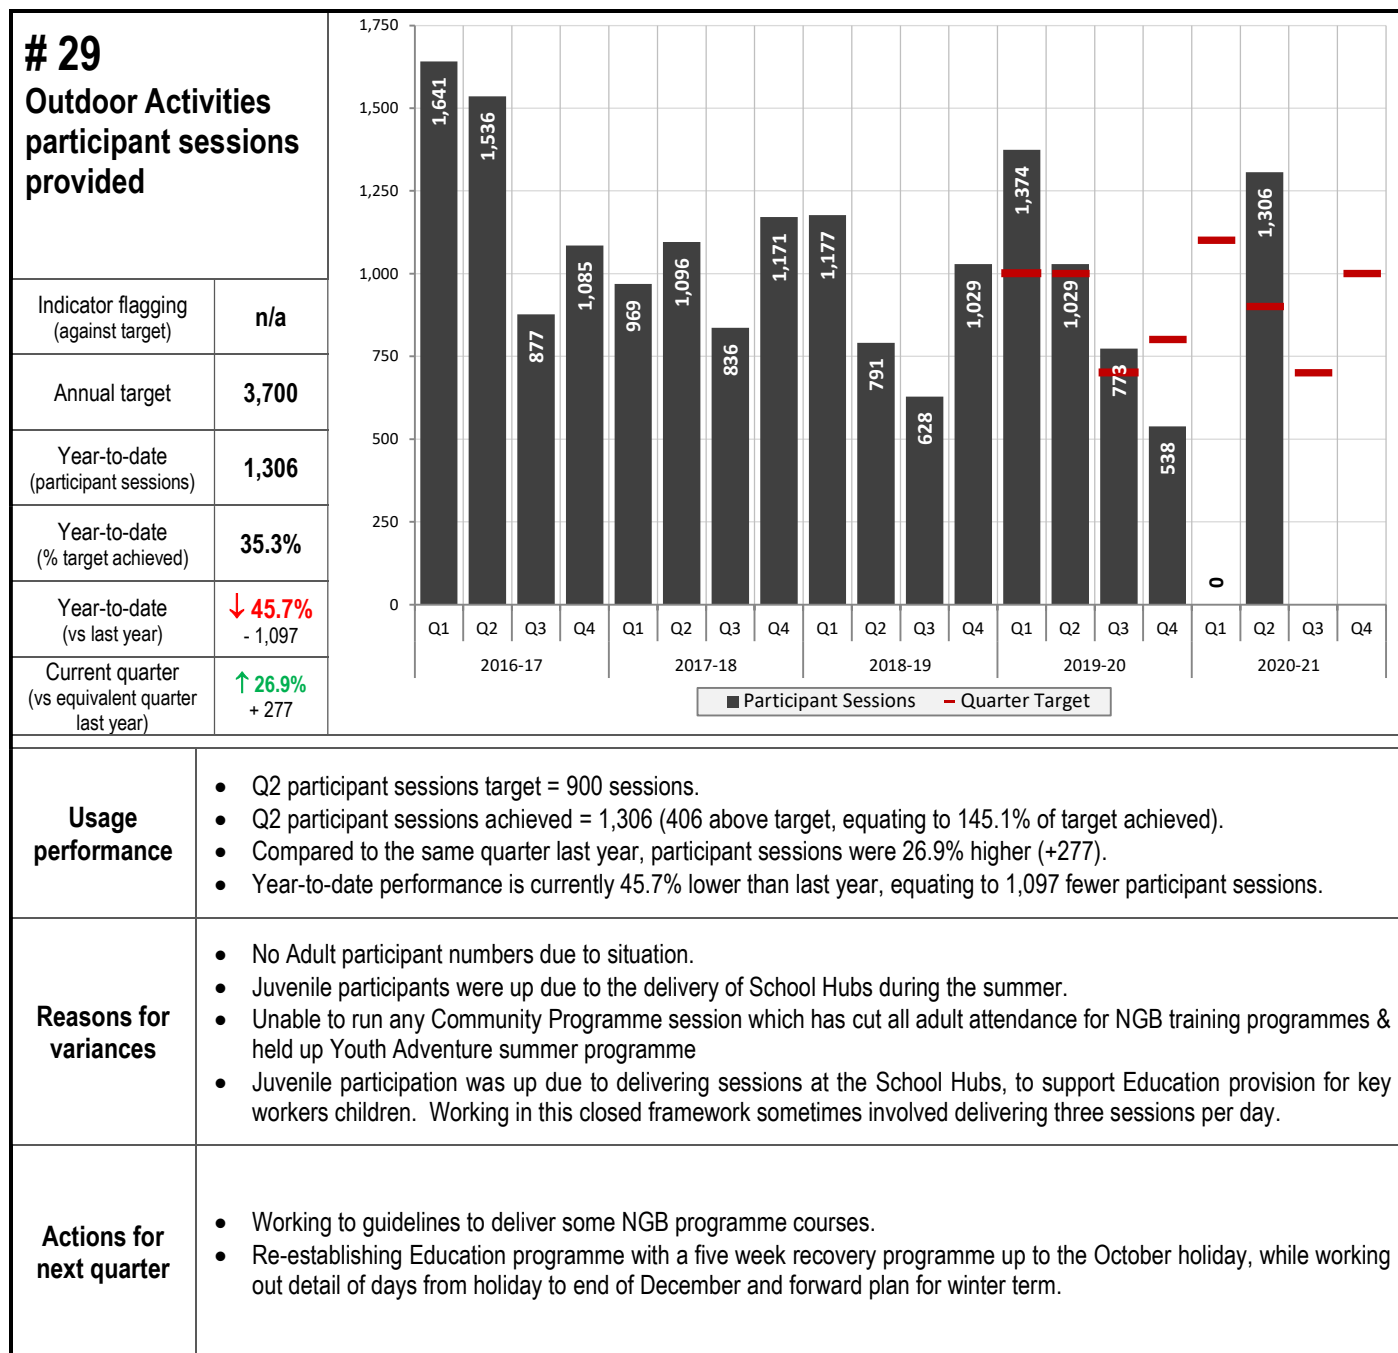 # 29
Outdoor Activities
participant sessions
provided
Indicator flagging
(against target)
n/a
Annual target
3,700
Year-to-date
(participant sessions)
1,306
Year-to-date
(% target achieved)
35.3%
Year-to-date
(vs last year)
↓ 45.7%
- 1,097
Current quarter
(vs equivalent quarter
last year)
↑ 26.9%
+ 277
1,750
1,500
1,250
1,000
750
500
250
0
1,641
1,536
877
1,085
969
1,096
836
1,171
1,177
791
628
1,029
1,374
1,029
773
538
0
1,306
Q1 Q2 Q3 Q4 Q1 Q2 Q3 Q4 Q1 Q2 Q3 Q4 Q1 Q2 Q3 Q4 Q1 Q2 Q3 Q4
2016-17 2017-18 2018-19 2019-20 2020-21
Participant Sessions Quarter Target
Usage
performance
• Q2 participant sessions target = 900 sessions.
• Q2 participant sessions achieved = 1,306 (406 above target, equating to 145.1% of target achieved).
• Compared to the same quarter last year, participant sessions were 26.9% higher (+277).
• Year-to-date performance is currently 45.7% lower than last year, equating to 1,097 fewer participant sessions.
Reasons for
variances
• No Adult participant numbers due to situation.
• Juvenile participants were up due to the delivery of School Hubs during the summer.
• Unable to run any Community Programme session which has cut all adult attendance for NGB training programmes &
held up Youth Adventure summer programme
• Juvenile participation was up due to delivering sessions at the School Hubs, to support Education provision for key
workers children. Working in this closed framework sometimes involved delivering three sessions per day.
Actions for
next quarter
• Working to guidelines to deliver some NGB programme courses.
• Re-establishing Education programme with a five week recovery programme up to the October holiday, while working
out detail of days from holiday to end of December and forward plan for winter term.